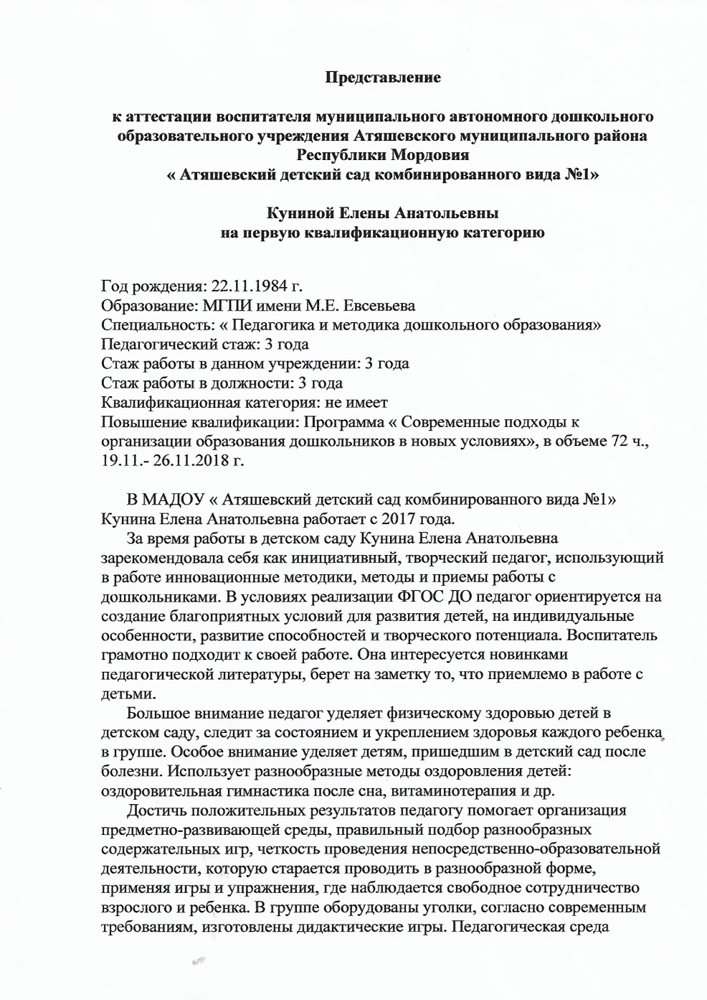 Представление
к аттестации воспитателя муниципального автономного дошкольного
образовательного учреждения Атяшевского муниципального района
Республики Мордовия
« Атяшевский детский сад комбинированного вида №1»
Куниной Елены Анатольевны
на первую квалификационную категорию
Год рождения: 22.11.1984 г.
Образование: МГПИ имени М.Е. Евсевьева
Специальность: « Педагогика и методика дошкольного образования»
Педагогический стаж: 3 года
Стаж работы в данном учреждении: 3 года
Стаж работы в должности: 3 года
Квалификационная категория: не имеет
Повышение квалификации: Программа « Современные подходы к
организации образования дошкольников в новых условиях», в объеме 72 ч.,
19.11.- 26.11.2018 г.
В МАДОУ « Атяшевский детский сад комбинированного вида №1»
Кунина Елена Анатольевна работает с 2017 года.
За время работы в детском саду Кунина Елена Анатольевна
зарекомендовала себя как инициативный, творческий педагог, использующий
в работе инновационные методики, методы и приемы работы с
дошкольниками. В условиях реализации ФГОС ДО педагог ориентируется на
создание благоприятных условий для развития детей, на индивидуальные
особенности, развитие способностей и творческого потенциала. Воспитатель
грамотно подходит к своей работе. Она интересуется новинками
педагогической литературы, берет на заметку то, что приемлемо в работе с
детьми.
Большое внимание педагог уделяет физическому здоровью детей в
детском саду, следит за состоянием и укреплением здоровья каждого ребенка
в группе. Особое внимание уделяет детям, пришедшим в детский сад после
болезни. Использует разнообразные методы оздоровления детей:
оздоровительная гимнастика после сна, витаминотерапия и др.
Достичь положительных результатов педагогу помогает организация
предметно-развивающей среды, правильный подбор разнообразных
содержательных игр, четкость проведения непосредственно-образовательной
деятельности, которую старается проводить в разнообразной форме,
применяя игры и упражнения, где наблюдается свободное сотрудничество
взрослого и ребенка. В группе оборудованы уголки, согласно современным
требованиям, изготовлены дидактические игры. Педагогическая среда